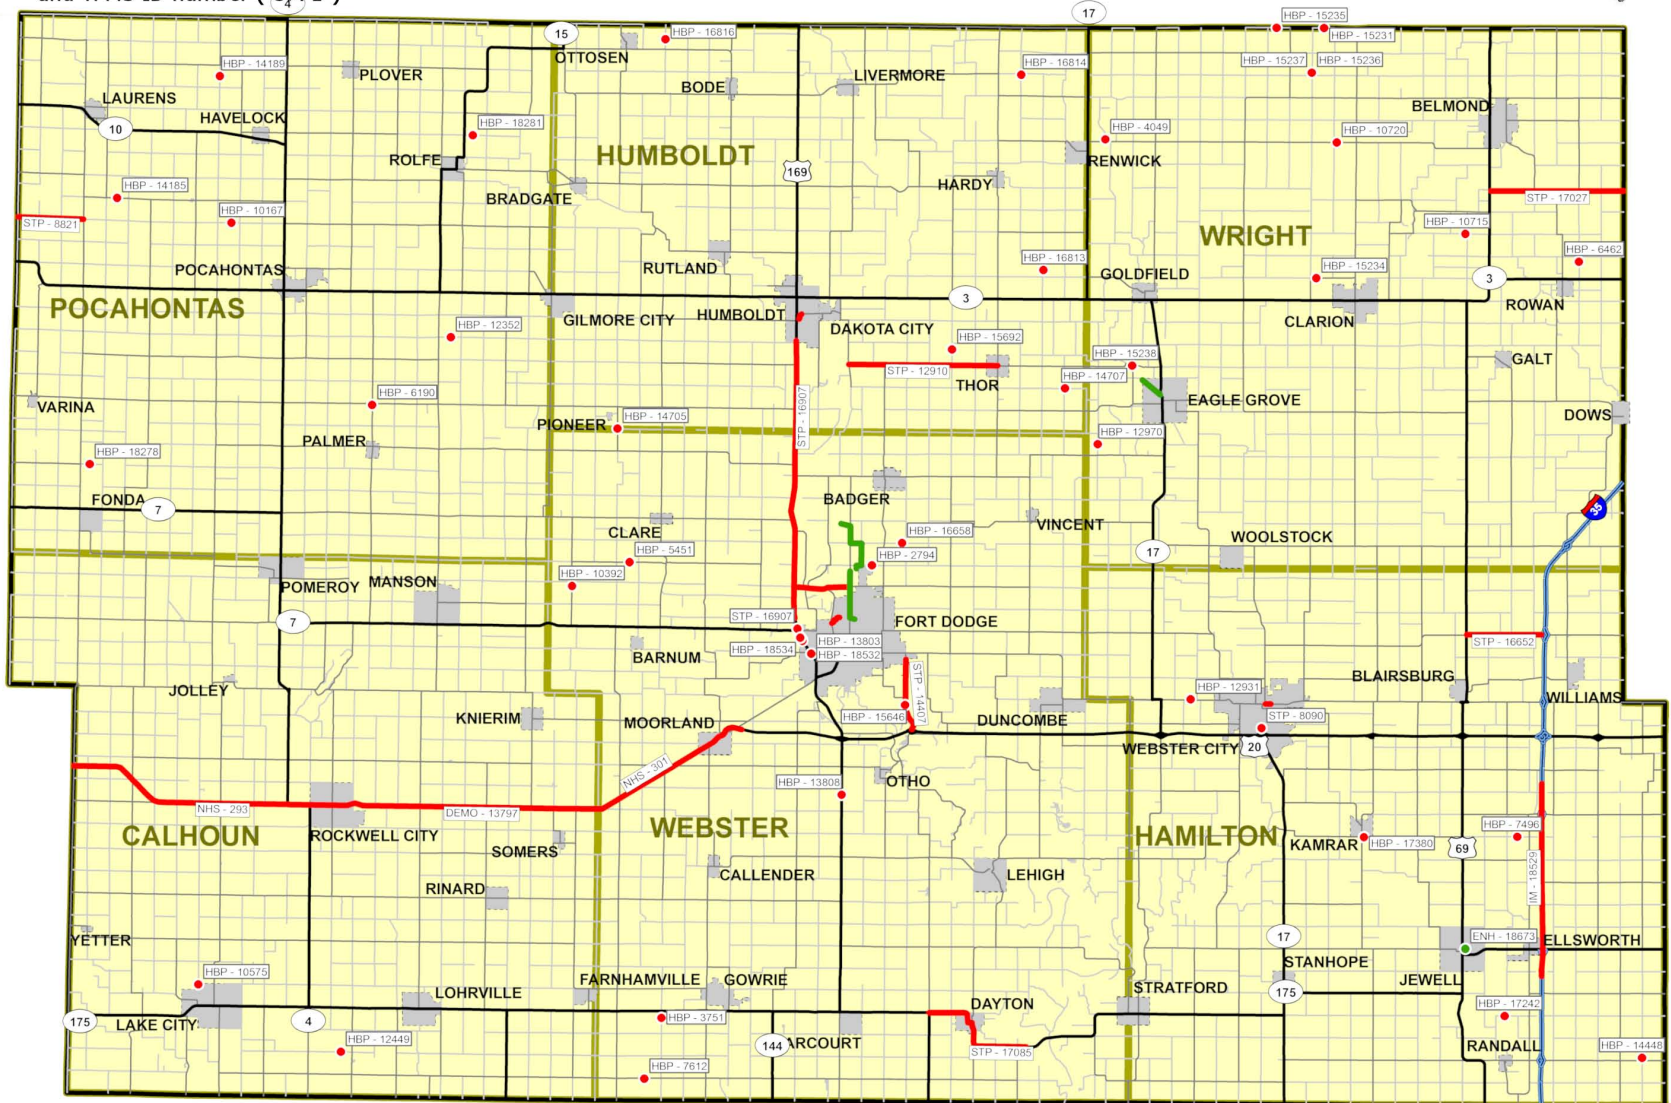 4
15
17
HBP - 15235
HBP - 16816
HBP - 15231
OTTOSEN
HBP - 14189
PLOVER
LIVERMORE
HBP - 16814
HBP - 15237
HBP - 15236
BODE
LAURENS
BELMOND
HAVELOCK
10
HBP - 18281
HBP - 4049
HBP - 10720
ROLFE
HUMBOLDT
RENWICK
169
HARDY
HBP - 14185
BRADGATE
STP - 17027
HBP - 10167
STP - 8821
HBP - 10715
WRIGHT
HBP - 6462
POCAHONTAS
RUTLAND
HBP - 16813
GOLDFIELD
HBP - 15234
3
3
POCAHONTAS
ROWAN
GILMORE CITY
HUMBOLDT
DAKOTA CITY
CLARION
HBP - 12352
HBP - 15692
HBP - 15238
GALT
STP - 12910
THOR
HBP - 14707
HBP - 6190
STP - 16907
EAGLE GROVE
VARINA
HBP - 14705
DOWS
PIONEER
PALMER
HBP - 12970
HBP - 18278
FONDA
BADGER
7
35
CLARE
HBP - 16658
VINCENT
WOOLSTOCK
HBP - 5451
HBP - 2794
17
HBP - 10392
POMEROY
MANSON
7
STP - 16907
FORT DODGE
HBP - 13803
STP - 16652
HBP - 18534
HBP - 18532
BARNUM
BLAIRSBURG
JOLLEY
STP - 14407
HBP - 12931
WILLIAMS
KNIERIM
MOORLAND
HBP - 15646
DUNCOMBE
STP - 8090
WEBSTER CITY
20
NHS - 301
HBP - 13808
OTHO
NHS - 293
DEMO - 13797
CALHOUN
ROCKWELL CITY
WEBSTER
HAMILTON
HBP - 7496
KAMRAR
HBP - 17380
69
SOMERS
CALLENDER
LEHIGH
IM - 18529
RINARD
YETTER
17
ENH - 18673
ELLSWORTH
STANHOPE
HBP - 10575
FARNHAMVILLE
GOWRIE
JEWELL
LOHRVILLE
DAYTON
STRATFORD
175
175
LAKE CITY
4
HBP - 3751
HBP - 17242
HBP - 12449
144
ARCOURT
STP - 17085
RANDALL
HBP - 14448
HBP - 7612